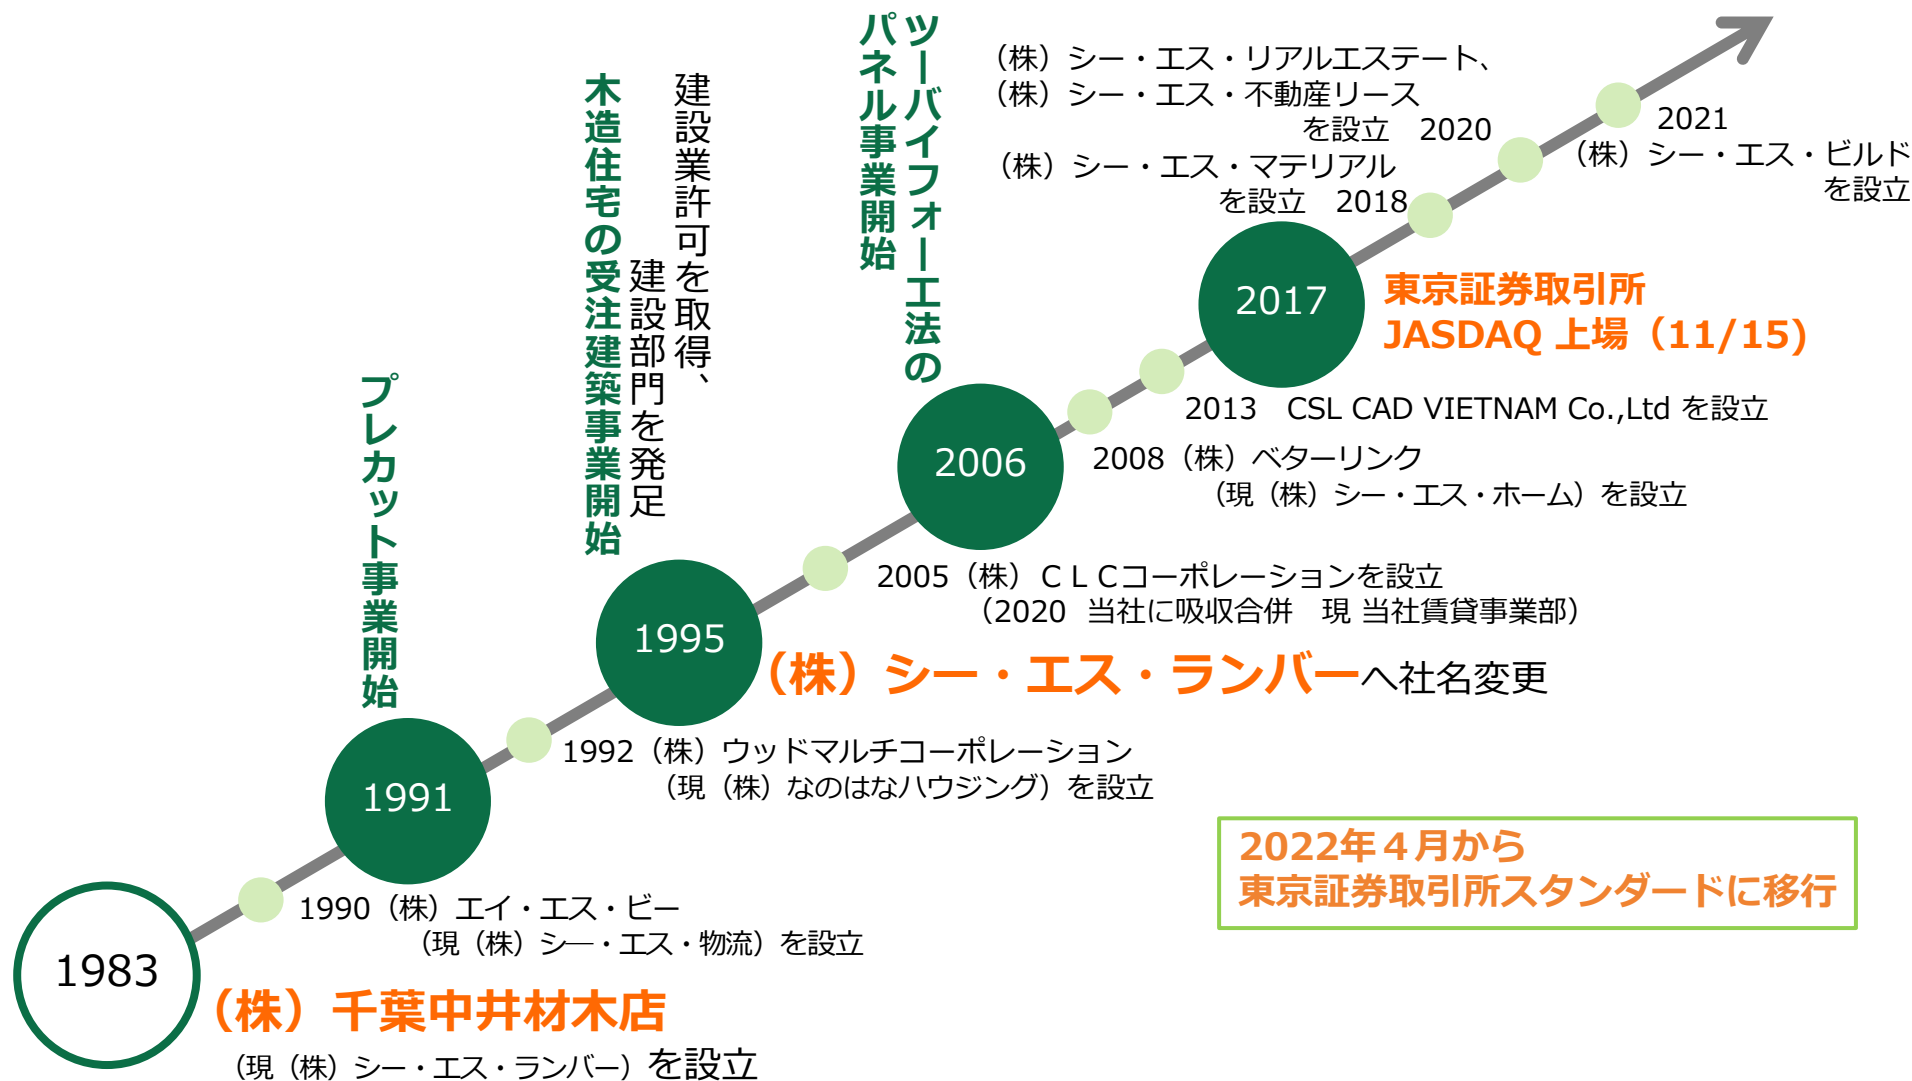 1983
（株）千葉中井材木店
（現（株）シー・エス・ランバー）を設立
1990（株）エイ・エス・ビー
（現（株）シ―・エス・物流）を設立
1991
プレカット事業開始
1992（株）ウッドマルチコーポレーション
（現（株）なのはなハウジング）を設立
1995
建設業許可を取得、
建設部門を発足
木造住宅の受注建築事業開始
（株）シー・エス・ランバーへ社名変更
2005（株）ＣＬＣコーポレーションを設立
（2020 当社に吸収合併　現 当社賃貸事業部）
2006
ツーバイフォー工法の
パネル事業開始
2008（株）ベターリンク
（現（株）シー・エス・ホーム）を設立
2013　CSL CAD VIETNAM Co.,Ltd を設立
2017
東京証券取引所
JASDAQ 上場（11/15)
（株）シー・エス・マテリアル
を設立　2018
（株）シー・エス・リアルエステート、
（株）シー・エス・不動産リース
を設立　2020
2021
（株）シー・エス・ビルド
を設立
2022年４月から
東京証券取引所スタンダードに移行